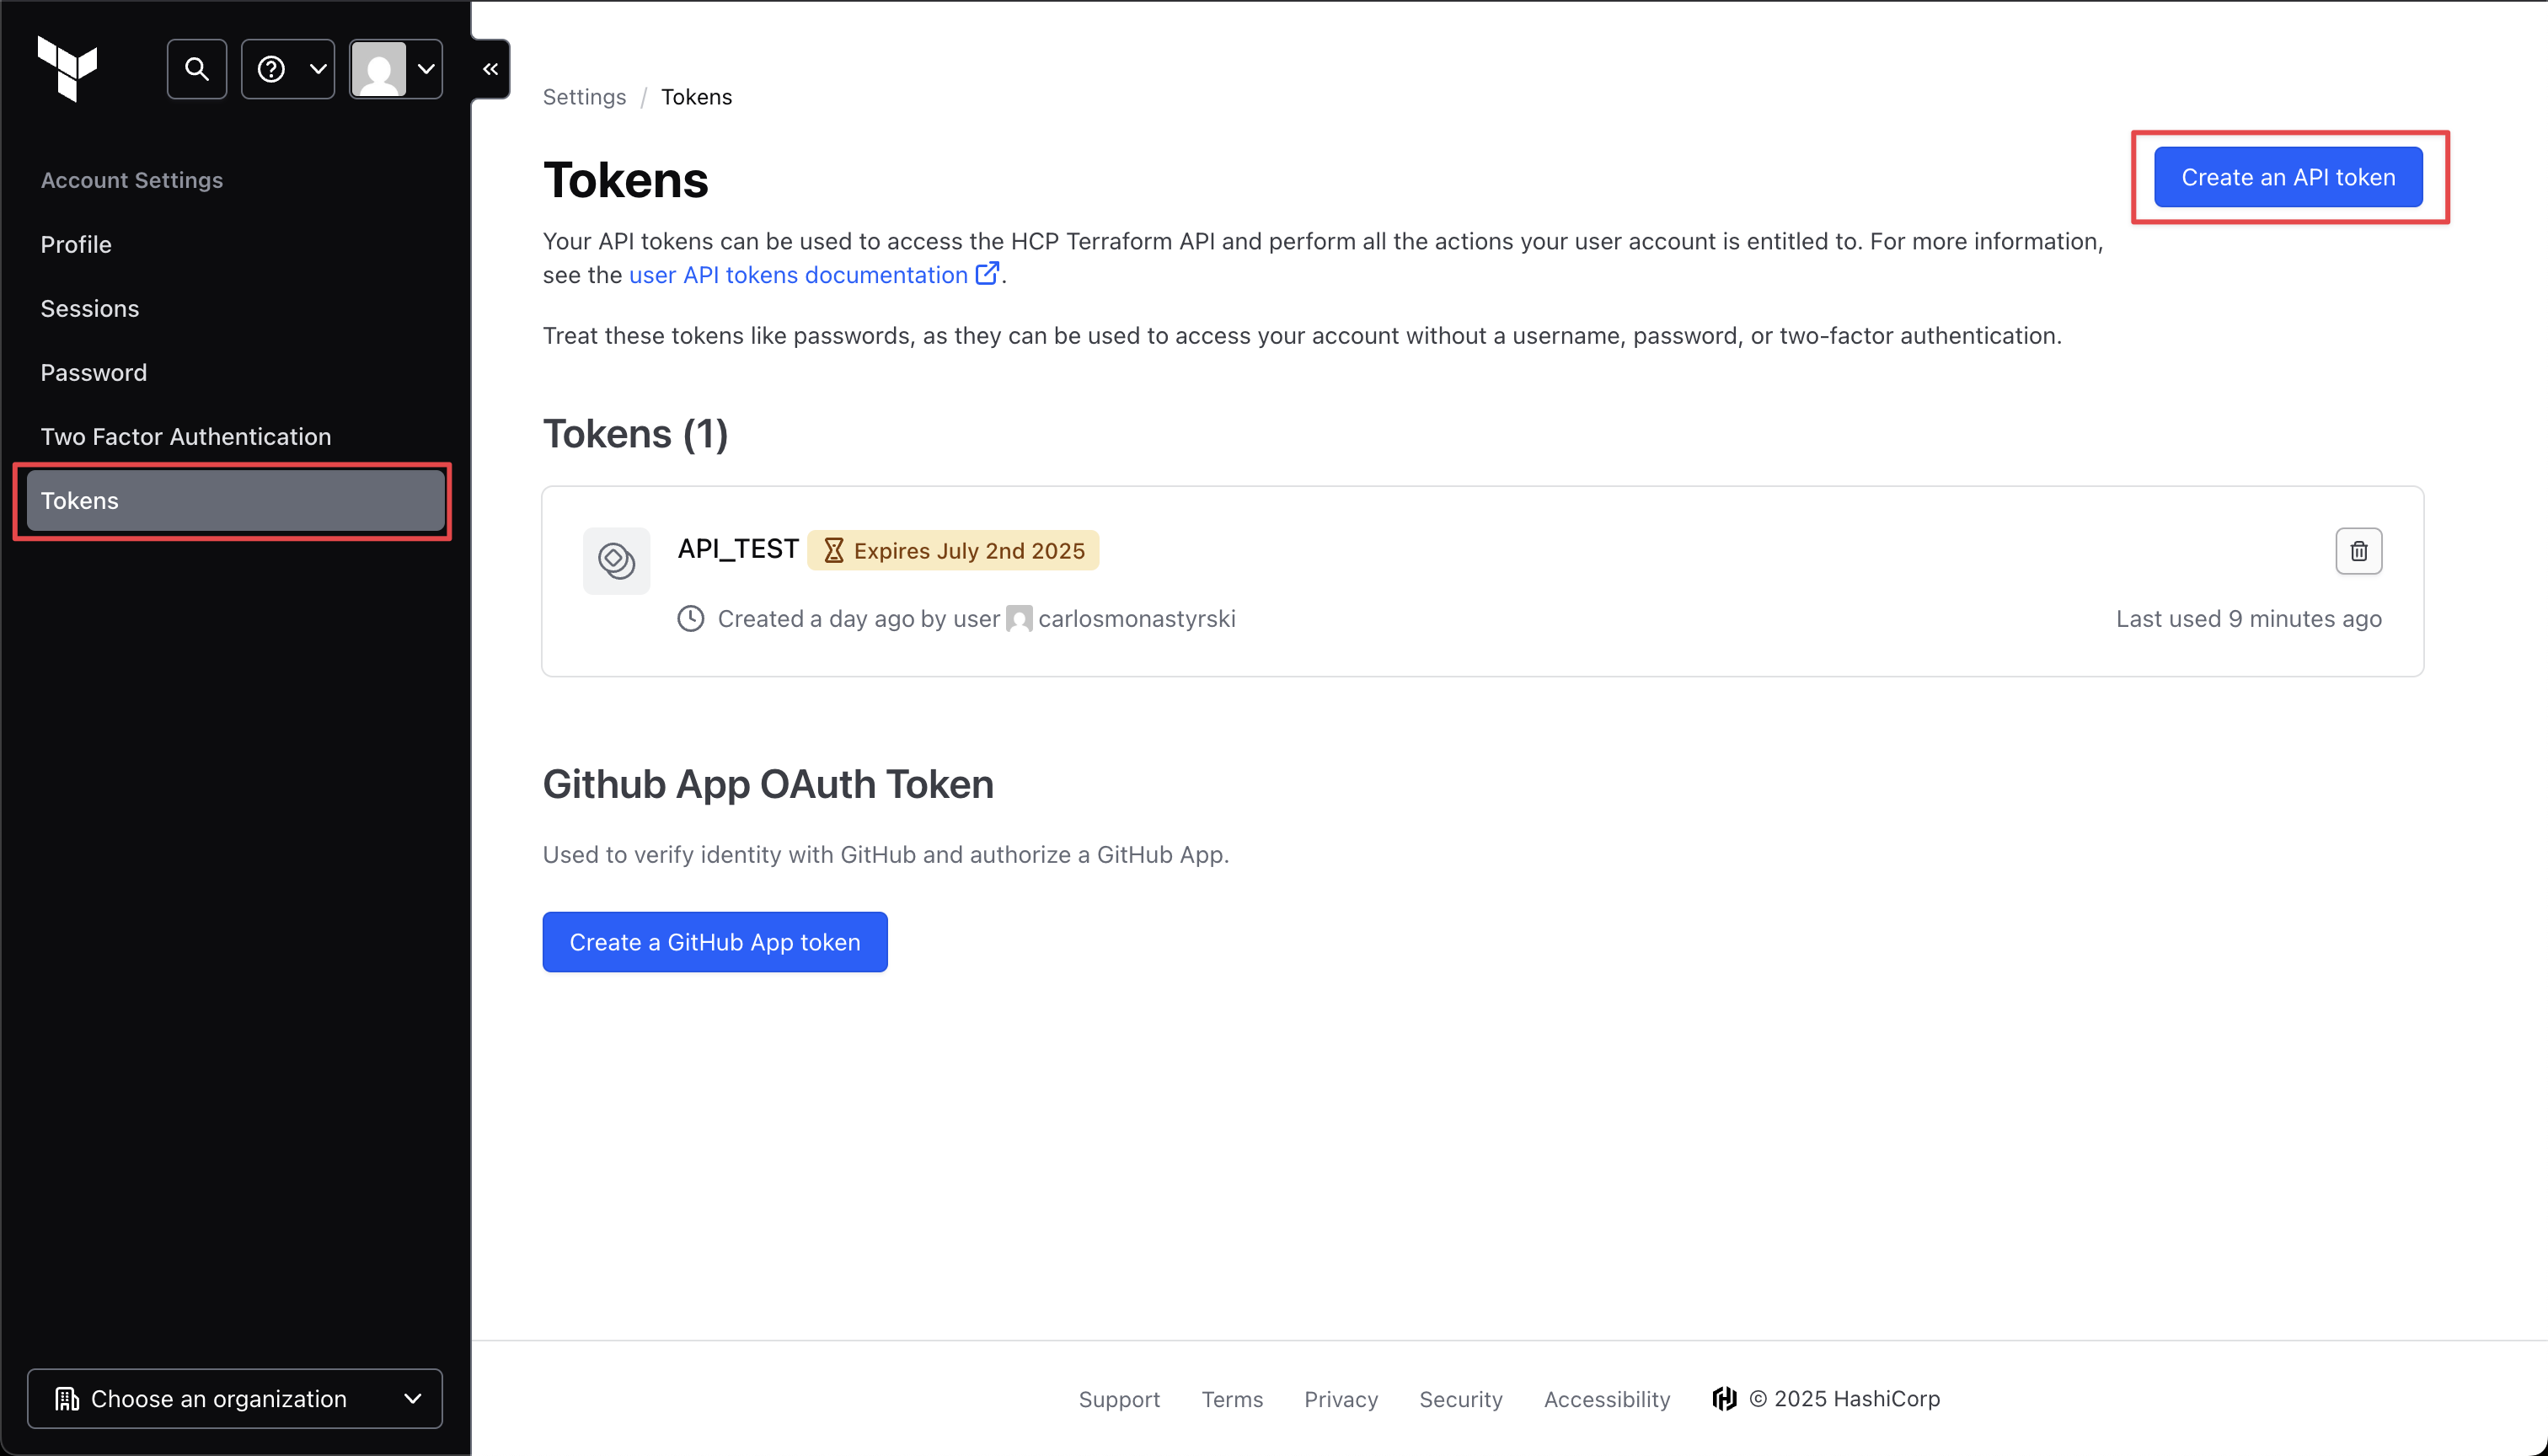 Account Settings
Profile
Sessions
Password
Two Factor Authentication
Tokens
Choose an organization
Settings / Tokens
Tokens
Create an API token
Your API tokens can be used to access the HCP Terraform API and perform all the actions your user account is entitled to. For more information,
see the user API tokens documentation.
Treat these tokens like passwords, as they can be used to access your account without a username, password, or two-factor authentication.
Tokens (1)
API_TEST Expires July 2nd 2025
Created a day ago by user carlosmonastyrski
Last used 9 minutes ago
Github App OAuth Token
Used to verify identity with GitHub and authorize a GitHub App.
Create a GitHub App token
Support Terms Privacy Security Accessibility © 2025 HashiCorp